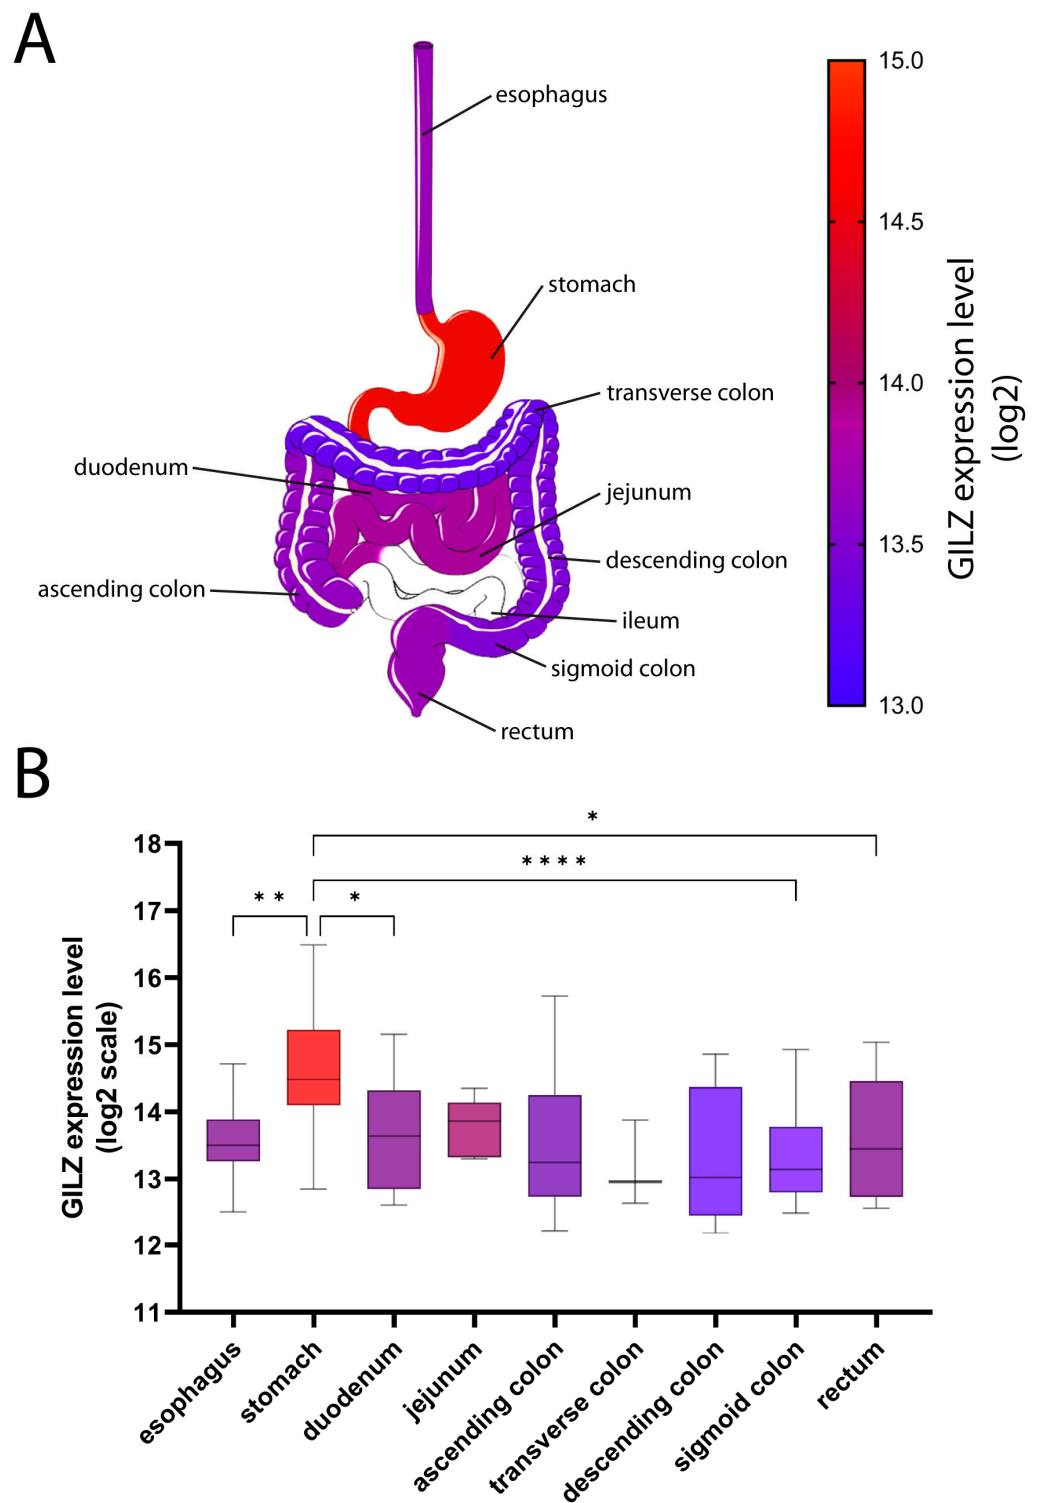 A
esophagus
stomach
transverse colon
duodenum
jejunum
descending colon
ascending colon
ileum
sigmoid colon
rectum
15.0
14.5
14.0
13.5
13.0
GILZ expression level
(log2)
B
GILZ expression level
(log2 scale)
18
17
16
15
14
13
12
11
*
****
**
*
esophagus
stomach
duodenum
jejunum
ascending colon
transverse colon
descending colon
sigmoid colon
rectum